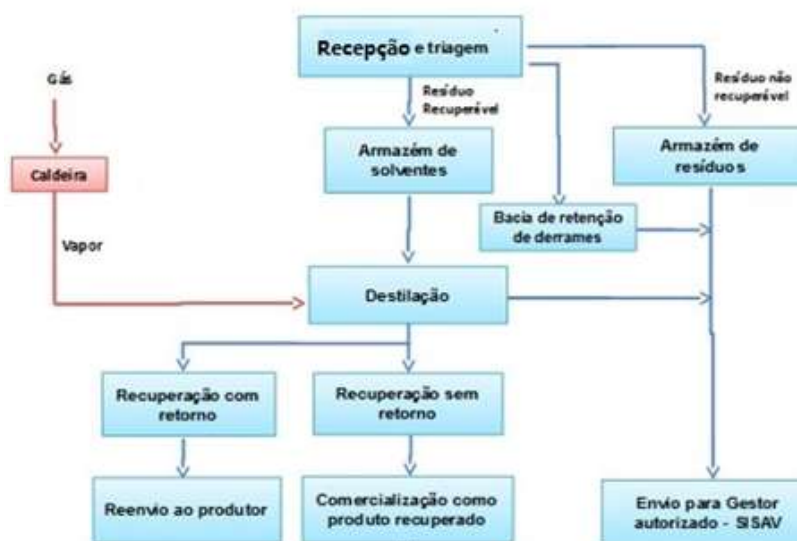 Recepção e triagem
Gás
Resíduo
Recuperável
Resíduo não
recuperável
Armazém de
solventes
Armazém de
resíduos
Caldeira
Bacia de retenção
de derrames
Vapor
Destilação
Recuperação com
retorno
Recuperação sem
retorno
Reenvio ao produtor
Comercialização como
produto recuperado
Envio para Gestor
autorizado - SISAV